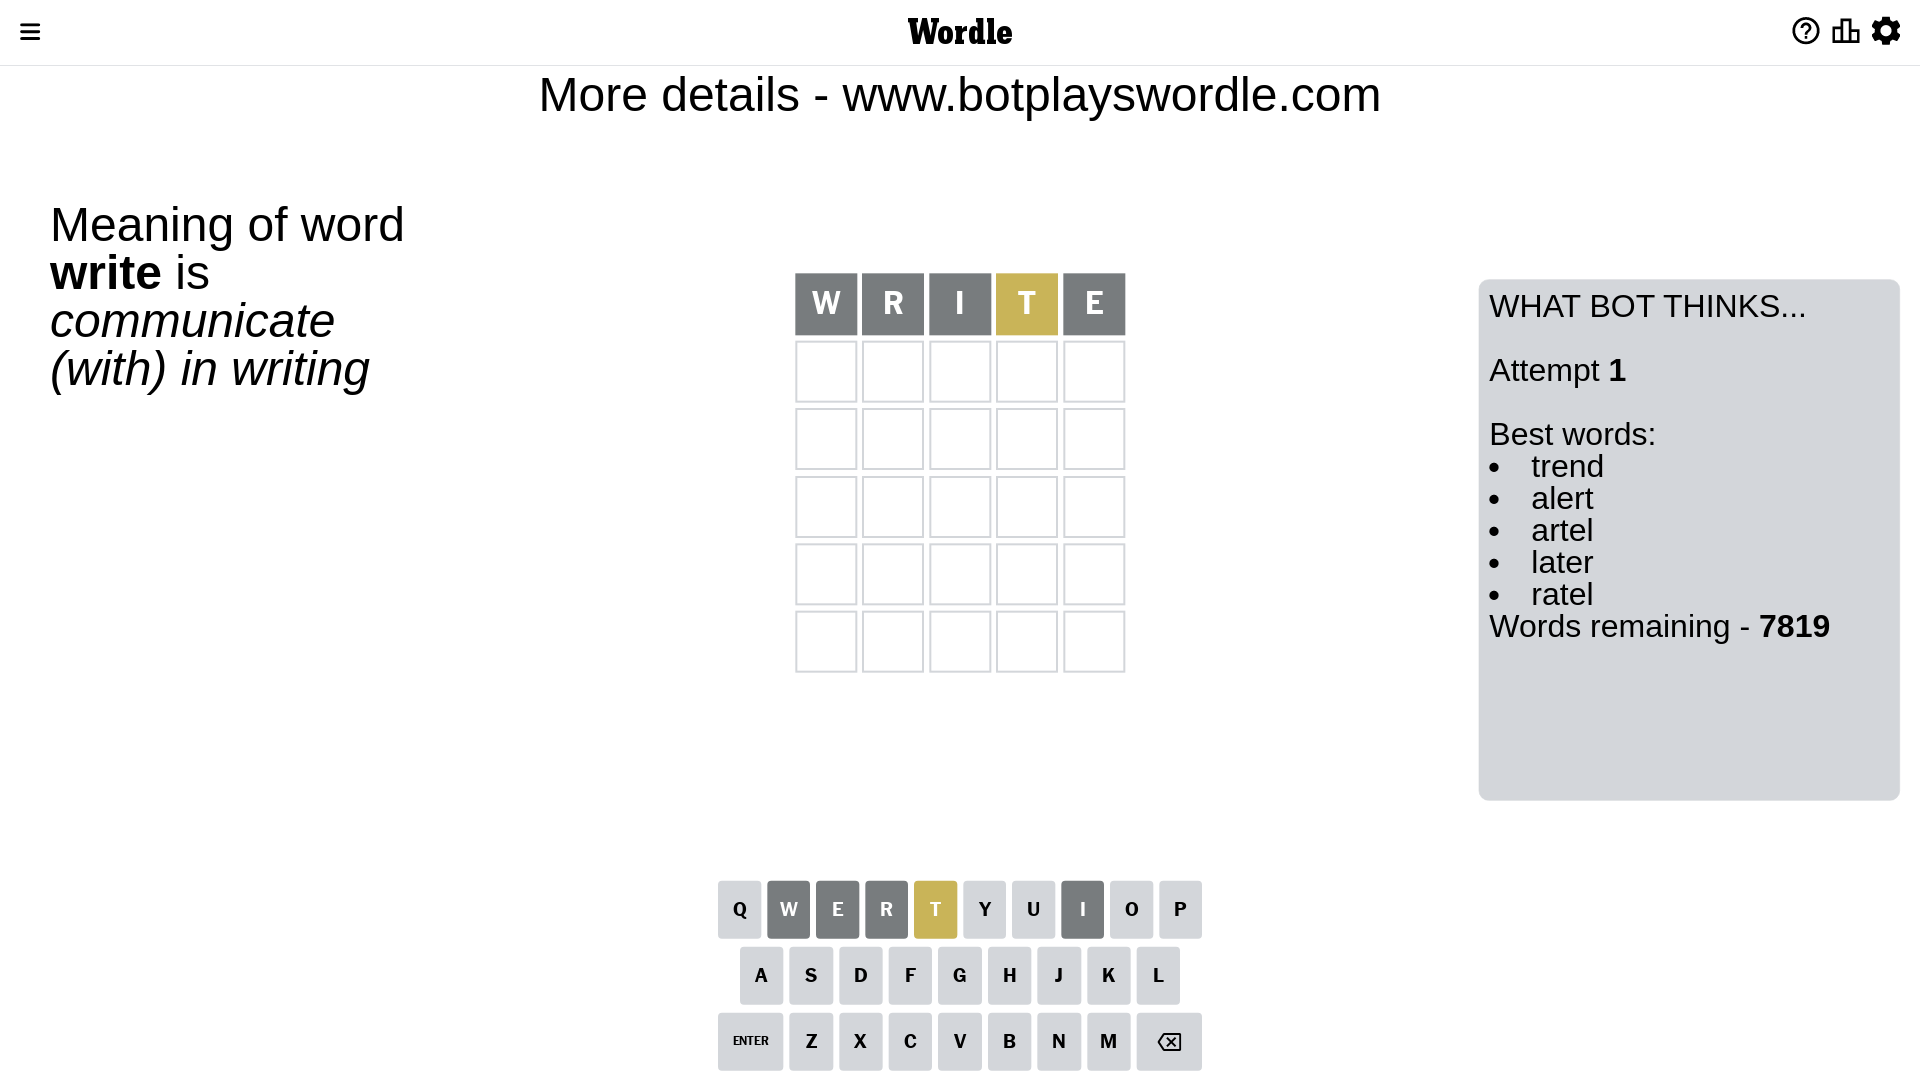 Wordle
More details - www.botplayswordle.com
Meaning of word
write is
communicate
(with) in writing
W R I T E
WHAT BOT THINKS...
Attempt 1
Best words:
• trend
• alert
• artel
• later
• ratel
Words remaining - 7819
Q W E R T Y U I O P
A S D F G H J K L
ENTER Z X C V B N M